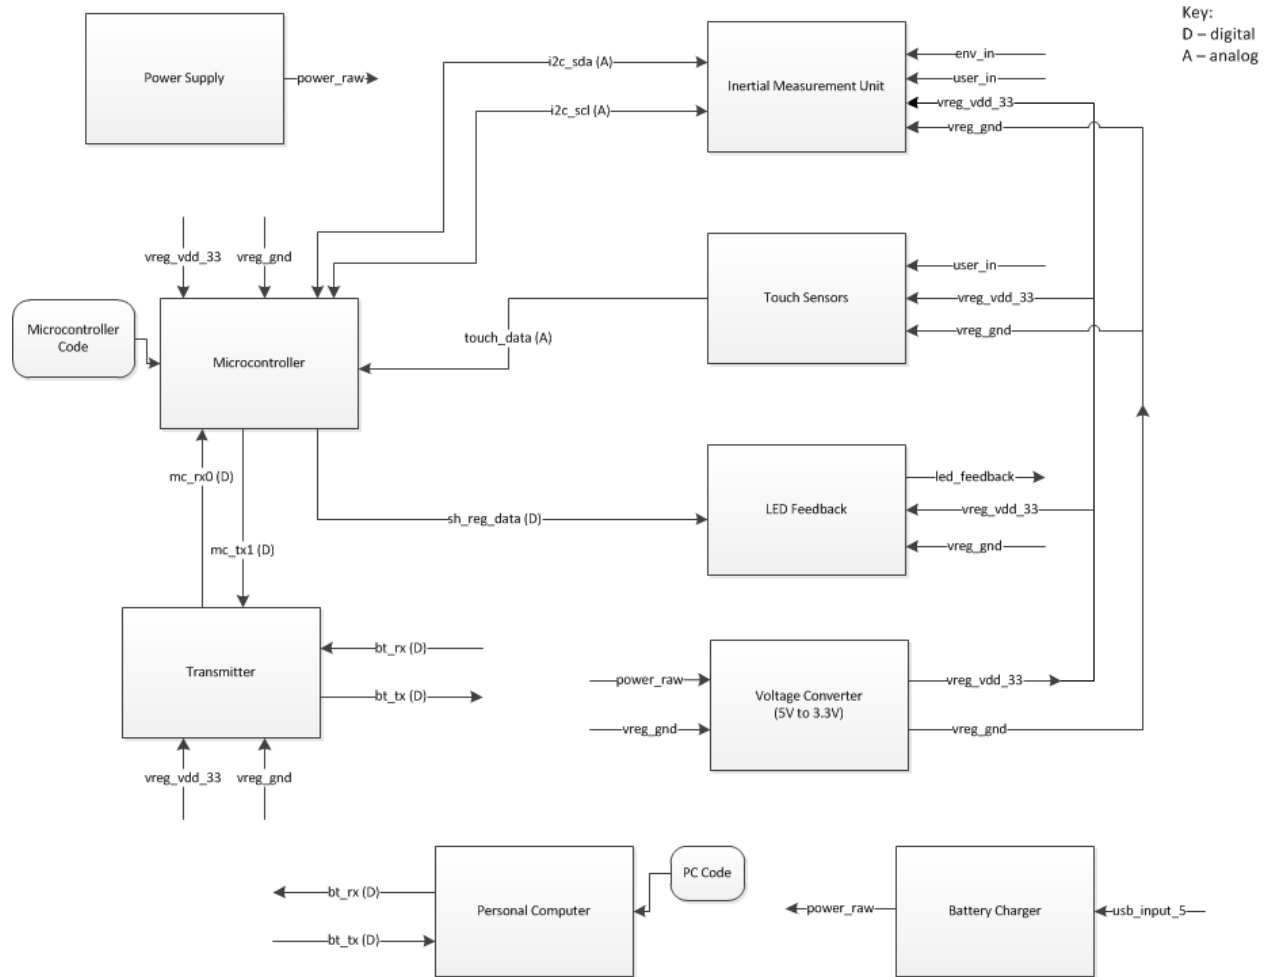 Key:
D – digital
A – analog
Power Supply
power_raw
i2c_sda (A)
i2c_scl (A)
Inertial Measurement Unit
env_in
user_in
vreg_vdd_33
vreg_gnd
vreg_vdd_33
vreg_gnd
Microcontroller
Code
Microcontroller
touch_data (A)
Touch Sensors
user_in
vreg_vdd_33
vreg_gnd
mc_rx0 (D)
mc_tx1 (D)
sh_reg_data (D)
LED Feedback
led_feedback
vreg_vdd_33
vreg_gnd
Transmitter
bt_rx (D)
bt_tx (D)
vreg_vdd_33
vreg_gnd
power_raw
vreg_gnd
Voltage Converter
(5V to 3.3V)
vreg_vdd_33
vreg_gnd
bt_rx (D)
bt_tx (D)
Personal Computer
PC Code
power_raw
Battery Charger
usb_input_5